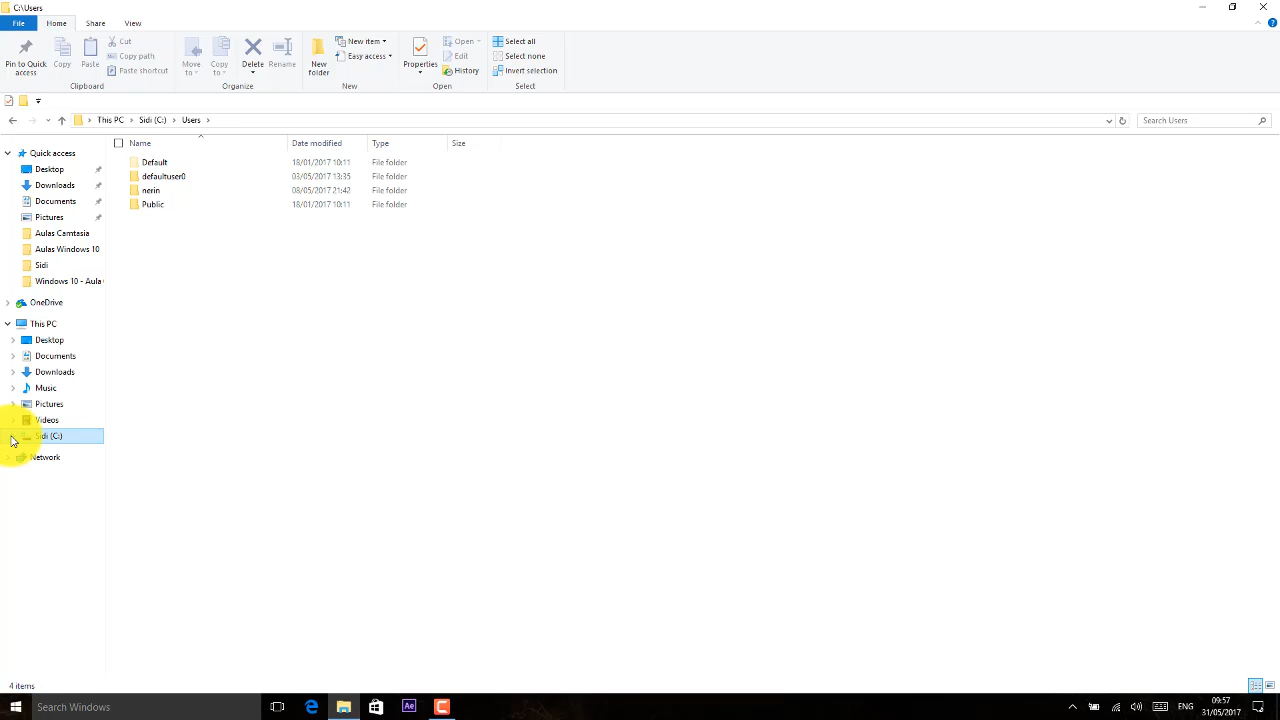 C:\Users
File Home Share View
Pin to Quick access
Copy
Paste
Cut
Copy path
Paste shortcut
Move to
Copy to
Delete
Rename
New folder
New item
Easy access
Properties
Open
Edit
History
Select all
Select none
Invert selection
Clipboard Organize New Open Select
This PC Sidi (C:) Users
Search Users
Name Date modified Type Size
Default 18/01/2017 10:11 File folder
defaultuser0 03/05/2017 13:35 File folder
nerin 08/05/2017 21:42 File folder
Public 18/01/2017 10:11 File folder
Quick access
Desktop
Downloads
Documents
Pictures
Aulas Camtasia
Aulas Windows 10
Sidi
Windows 10 - Aula
OneDrive
This PC
Desktop
Documents
Downloads
Music
Pictures
Videos
Sidi (C:)
Network
4 items
Search Windows
Ae
C
ENG
09:57
31/05/2017